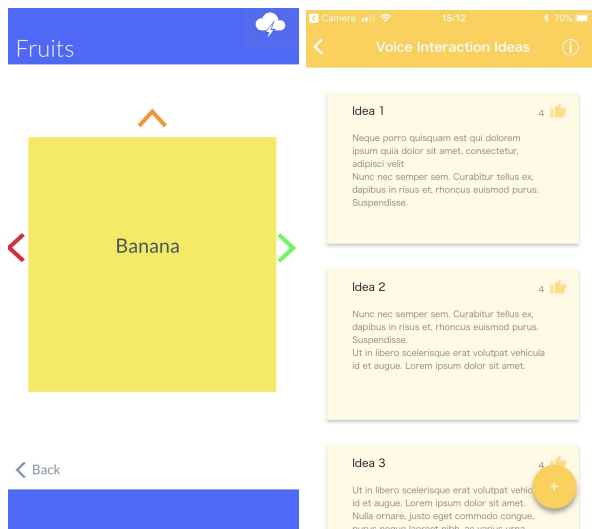 Fruits
Banana
Back
Camera 15:12 70%
Voice Interaction Ideas
Idea 1
4
Neque porro quisquam est qui dolorem
ipsum quia dolor sit amet, consectetur,
adipisci velit
Nunc nec semper sem. Curabitur tellus ex,
dapibus in risus et, rhoncus euismod purus.
Suspendisse.
Idea 2
4
Nunc nec semper sem. Curabitur tellus ex,
dapibus in risus et, rhoncus euismod purus.
Suspendisse.
Ut in libero scelerisque erat volutpat vehicula
id et augue. Lorem ipsum dolor sit amet.
Idea 3
4
Ut in libero scelerisque erat volutpat
id et augue. Lorem ipsum dolor sit amet.
Nulla ornare, justo eget commodo congue,
+